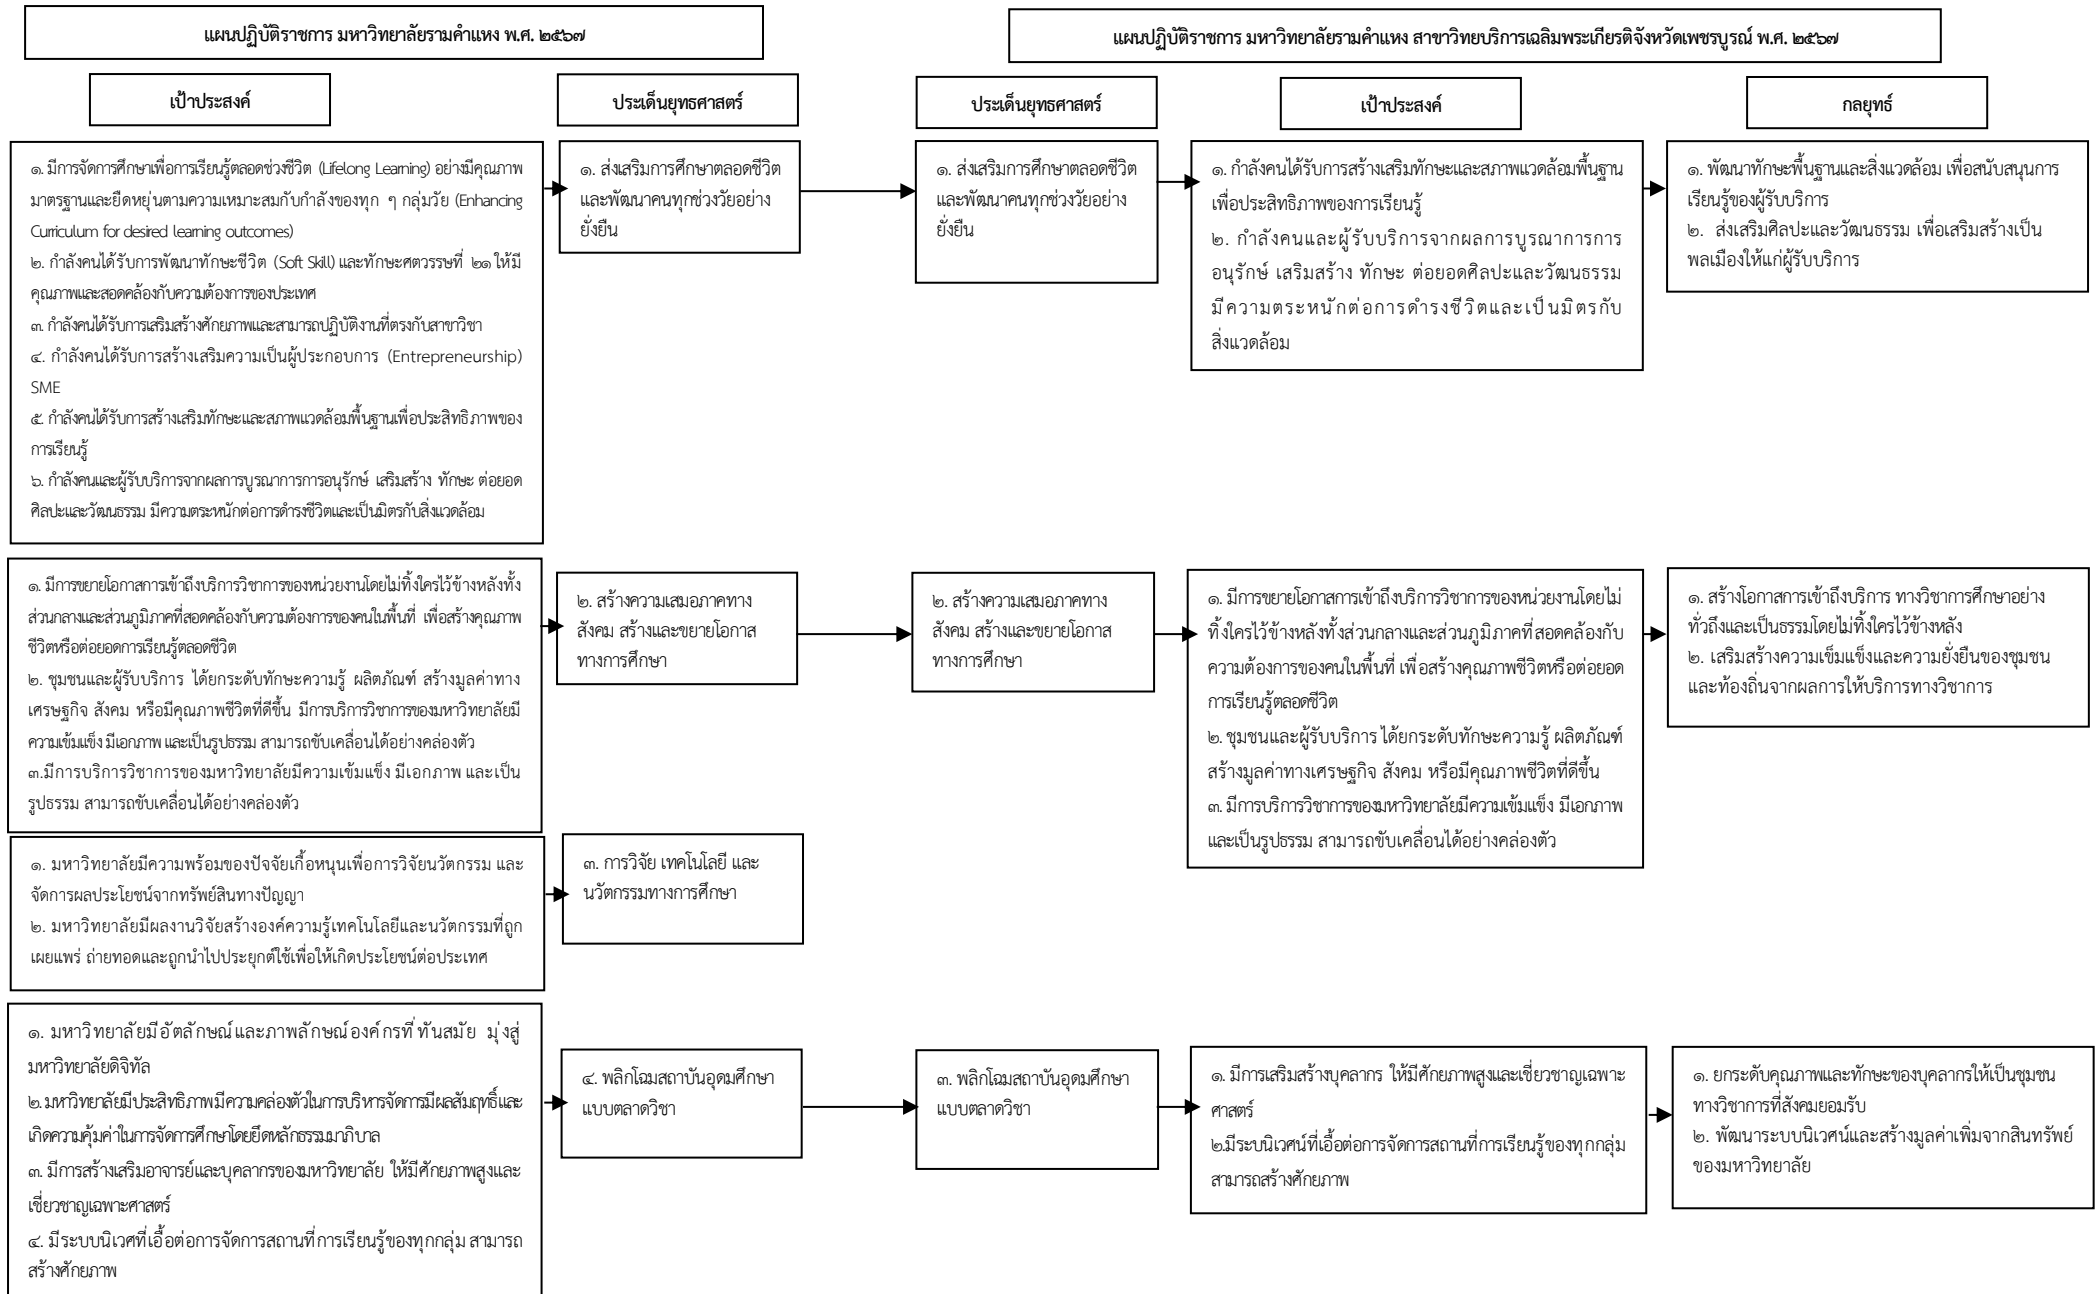 แผนปฏิบัติราชการ มหาวิทยาลัยรามคำแหง พ.ศ. ๒๕๖๗
แผนปฏิบัติราชการ มหาวิทยาลัยรามคำแหง สาขาวิทยบริการเฉลิมพระเกียรติจังหวัดเพชรบูรณ์ พ.ศ. ๒๕๖๗
เป้าประสงค์
ประเด็นยุทธศาสตร์
ประเด็นยุทธศาสตร์
เป้าประสงค์
กลยุทธ์
๑. มีการจัดการศึกษาเพื่อการเรียนรู้ตลอดช่วงชีวิต (Lifelong Learning) อย่างมีคุณภาพ
มาตรฐานและยืดหยุ่นตามความเหมาะสมกับกำลังของทุก ๆ กลุ่มวัย (Enhancing
Curriculum for desired learning outcomes)
๒. กำลังคนได้รับการพัฒนาทักษะชีวิต (Soft Skill) และทักษะศตวรรษที่ ๒๑ ให้มี
คุณภาพและสอดคล้องกับความต้องการของประเทศ
๓. กำลังคนได้รับการเสริมสร้างศักยภาพและสามารถปฏิบัติงานที่ตรงกับสาขาวิชา
๔. กำลังคนได้รับการสร้างเสริมความเป็นผู้ประกอบการ (Entrepreneurship)
SME
๕. กำลังคนได้รับการสร้างเสริมทักษะและสภาพแวดล้อมพื้นฐานเพื่อประสิทธิภาพของ
การเรียนรู้
๖. กำลังคนและผู้รับบริการจากผลการบูรณาการการอนุรักษ์ เสริมสร้าง ทักษะ ต่อยอด
ศิลปะและวัฒนธรรม มีความตระหนักต่อการดำรงชีวิตและเป็นมิตรกับสิ่งแวดล้อม
๑. ส่งเสริมการศึกษาตลอดชีวิต
และพัฒนาคนทุกช่วงวัยอย่าง
ยั่งยืน
๑. ส่งเสริมการศึกษาตลอดชีวิต
และพัฒนาคนทุกช่วงวัยอย่าง
ยั่งยืน
๑. กำลังคนได้รับการสร้างเสริมทักษะและสภาพแวดล้อมพื้นฐาน
เพื่อประสิทธิภาพของการเรียนรู้
๒. กำลังคนและผู้รับบริการจากผลการบูรณาการการ
อนุรักษ์ เสริมสร้าง ทักษะ ต่อยอดศิลปะและวัฒนธรรม
มีความตระหนักต่อการดำรงชีวิตและเป็นมิตรกับ
สิ่งแวดล้อม
๑. พัฒนาทักษะพื้นฐานและสิ่งแวดล้อม เพื่อสนับสนุนการ
เรียนรู้ของผู้รับบริการ
๒. ส่งเสริมศิลปะและวัฒนธรรม เพื่อเสริมสร้างเป็น
พลเมืองให้แก่ผู้รับบริการ
๑. มีการขยายโอกาสการเข้าถึงบริการวิชาการของหน่วยงานโดยไม่ทิ้งใครไว้ข้างหลังทั้ง
ส่วนกลางและส่วนภูมิภาคที่สอดคล้องกับความต้องการของคนในพื้นที่ เพื่อสร้างคุณภาพ
ชีวิตหรือต่อยอดการเรียนรู้ตลอดชีวิต
๒. ชุมชนและผู้รับบริการ ได้ยกระดับทักษะความรู้ ผลิตภัณฑ์ สร้างมูลค่าทาง
เศรษฐกิจ สังคม หรือมีคุณภาพชีวิตที่ดีขึ้น มีการบริการวิชาการของมหาวิทยาลัยมี
ความเข้มแข็ง มีเอกภาพ และเป็นรูปธรรม สามารถขับเคลื่อนได้อย่างคล่องตัว
๓.มีการบริการวิชาการของมหาวิทยาลัยมีความเข้มแข็ง มีเอกภาพ และเป็น
รูปธรรม สามารถขับเคลื่อนได้อย่างคล่องตัว
๒. สร้างความเสมอภาคทาง
สังคม สร้างและขยายโอกาส
ทางการศึกษา
๒. สร้างความเสมอภาคทาง
สังคม สร้างและขยายโอกาส
ทางการศึกษา
๑. มีการขยายโอกาสการเข้าถึงบริการวิชาการของหน่วยงานโดยไม่
ทิ้งใครไว้ข้างหลังทั้งส่วนกลางและส่วนภูมิภาคที่สอดคล้องกับ
ความต้องการของคนในพื้นที่ เพื่อสร้างคุณภาพชีวิตหรือต่อยอด
การเรียนรู้ตลอดชีวิต
๒. ชุมชนและผู้รับบริการ ได้ยกระดับทักษะความรู้ ผลิตภัณฑ์
สร้างมูลค่าทางเศรษฐกิจ สังคม หรือมีคุณภาพชีวิตที่ดีขึ้น
๓. มีการบริการวิชาการของมหาวิทยาลัยมีความเข้มแข็ง มีเอกภาพ
และเป็นรูปธรรม สามารถขับเคลื่อนได้อย่างคล่องตัว
๑. สร้างโอกาสการเข้าถึงบริการ ทางวิชาการศึกษาอย่าง
ทั่วถึงและเป็นธรรมโดยไม่ทิ้งใครไว้ข้างหลัง
๒. เสริมสร้างความเข็มแข็งและความยั่งยืนของชุมชน
และท้องถิ่นจากผลการให้บริการทางวิชาการ
๑. มหาวิทยาลัยมีความพร้อมของปัจจัยเกื้อหนุนเพื่อการวิจัยนวัตกรรม และ
จัดการผลประโยชน์จากทรัพย์สินทางปัญญา
๒. มหาวิทยาลัยมีผลงานวิจัยสร้างองค์ความรู้เทคโนโลยีและนวัตกรรมที่ถูก
เผยแพร่ ถ่ายทอดและถูกนำไปประยุกต์ใช้เพื่อให้เกิดประโยชน์ต่อประเทศ
๓. การวิจัย เทคโนโลยี และ
นวัตกรรมทางการศึกษา
๑. มหาวิทยาลัยมีอัตลักษณ์และภาพลักษณ์องค์กรที่ทันสมัย มุ่งสู่
มหาวิทยาลัยดิจิทัล
๒. มหาวิทยาลัยมีประสิทธิภาพมีความคล่องตัวในการบริหารจัดการมีผลสัมฤทธิ์และ
เกิดความคุ้มค่าในการจัดการศึกษาโดยยึดหลักธรรมมาภิบาล
๓. มีการสร้างเสริมอาจารย์และบุคลากรของมหาวิทยาลัย ให้มีศักยภาพสูงและ
เชี่ยวชาญเฉพาะศาสตร์
๔. มีระบบนิเวศที่เอื้อต่อการจัดการสถานที่การเรียนรู้ของทุกกลุ่ม สามารถ
สร้างศักยภาพ
๔. พลิกโฉมสถาบันอุดมศึกษา
แบบตลาดวิชา
๓. พลิกโฉมสถาบันอุดมศึกษา
แบบตลาดวิชา
๑. มีการเสริมสร้างบุคลากร ให้มีศักยภาพสูงและเชี่ยวชาญเฉพาะ
ศาสตร์
๒.มีระบบนิเวศน์ที่เอื้อต่อการจัดการสถานที่การเรียนรู้ของทุกกลุ่ม
สามารถสร้างศักยภาพ
๑. ยกระดับคุณภาพและทักษะของบุคลากรให้เป็นชุมชน
ทางวิชาการที่สังคมยอมรับ
๒. พัฒนาระบบนิเวศน์และสร้างมูลค่าเพิ่มจากสินทรัพย์
ของมหาวิทยาลัย